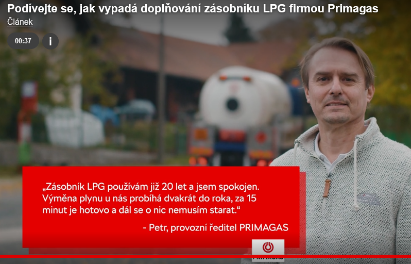 Podívejte se, jak vypadá doplňování zásobníku LPG firmou Primagas
Článek
00:37
„Zásobník LPG používám již 20 let a jsem spokojen.
Výměna plynu u nás probíhá dvakrát do roka, za 15
minut je hotovo a dál se o nic nemusím starat.“
- Petr, provozní ředitel PRIMAGAS